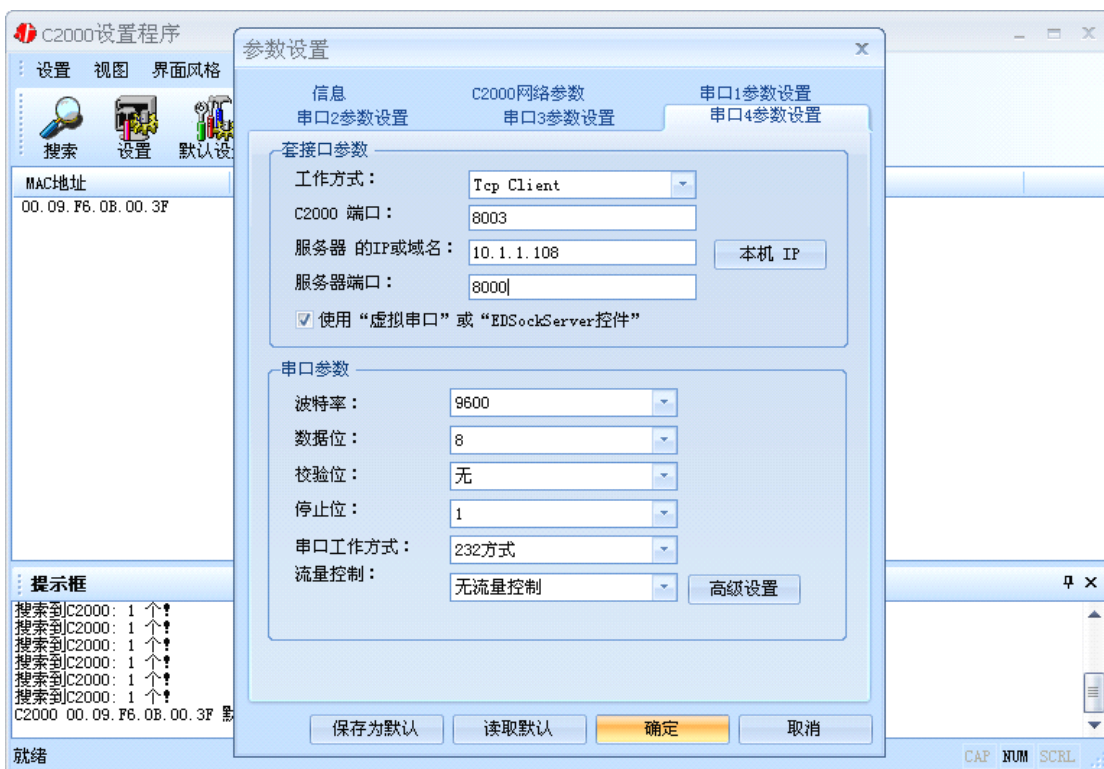 C2000设置程序
设置 视图 界面风格
搜索 设置 默认设
MAC地址
00.09.F6.0B.00.3F
参数设置
信息 C2000网络参数 串口1参数设置
串口2参数设置 串口3参数设置 串口4参数设置
套接口参数
工作方式： Tcp Client
C2000 端口： 8003
服务器 的IP或域名： 10.1.1.108 本机 IP
服务器端口： 8000
使用“虚拟串口”或“EDSockServer控件”
串口参数
波特率： 9600
数据位： 8
校验位： 无
停止位： 1
串口工作方式： 232方式
流量控制： 无流量控制 高级设置
保存为默认 读取默认 确定 取消
提示框
搜索到C2000: 1 个!
搜索到C2000: 1 个!
搜索到C2000: 1 个!
搜索到C2000: 1 个!
搜索到C2000: 1 个!
搜索到C2000: 1 个!
C2000 00.09.F6.0B.00.3F 默
就绪 CAP NUM SCRL